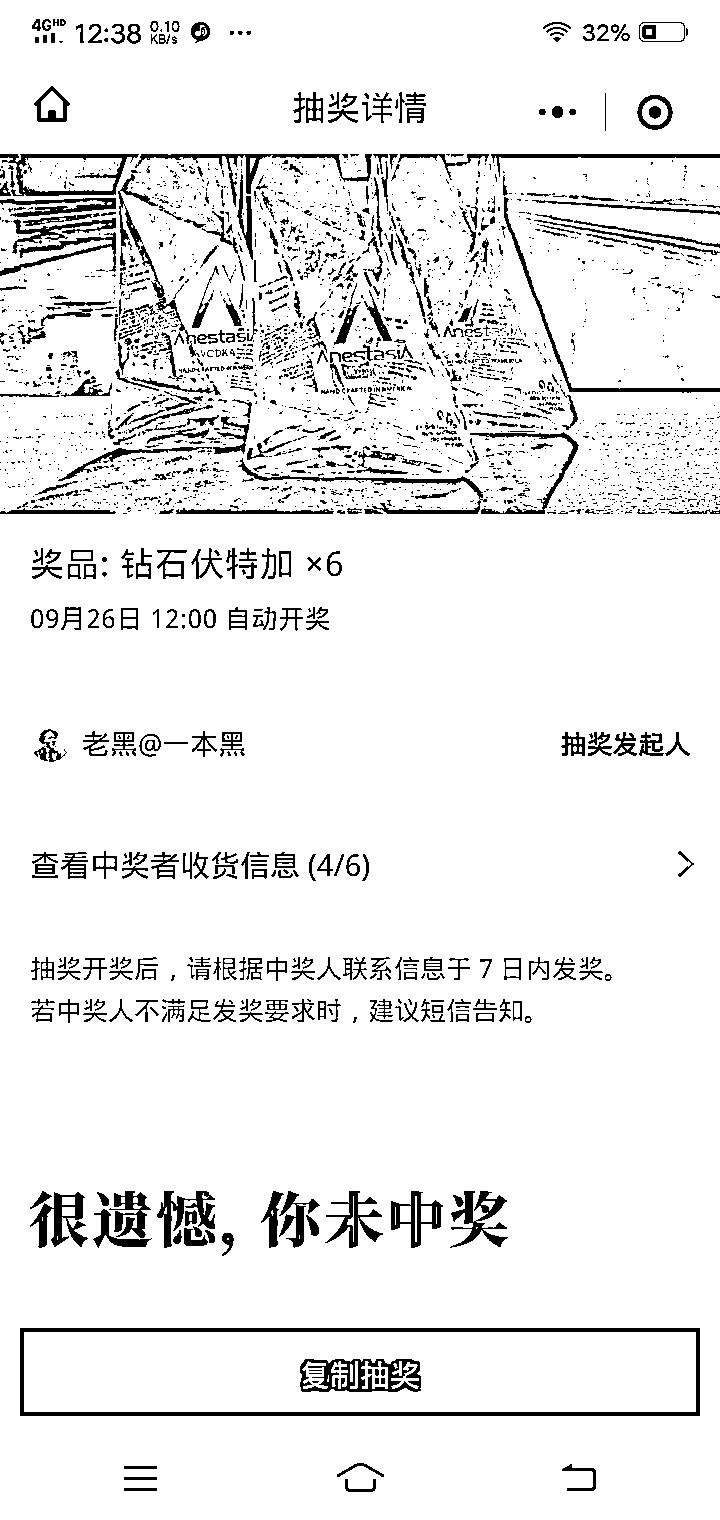 4G HD 12:38 0.10 KB/s 32%
抽奖详情
Anestasi
VODKA
AnestasiA
Anestas
奖品: 钻石伏特加 ×6
09月26日 12:00 自动开奖
老黑@一本黑 抽奖发起人
查看中奖者收货信息 (4/6)
抽奖开奖后，请根据中奖人联系信息于 7 日内发奖。
若中奖人不满足发奖要求时，建议短信告知。
很遗憾, 你未中奖
复制抽奖